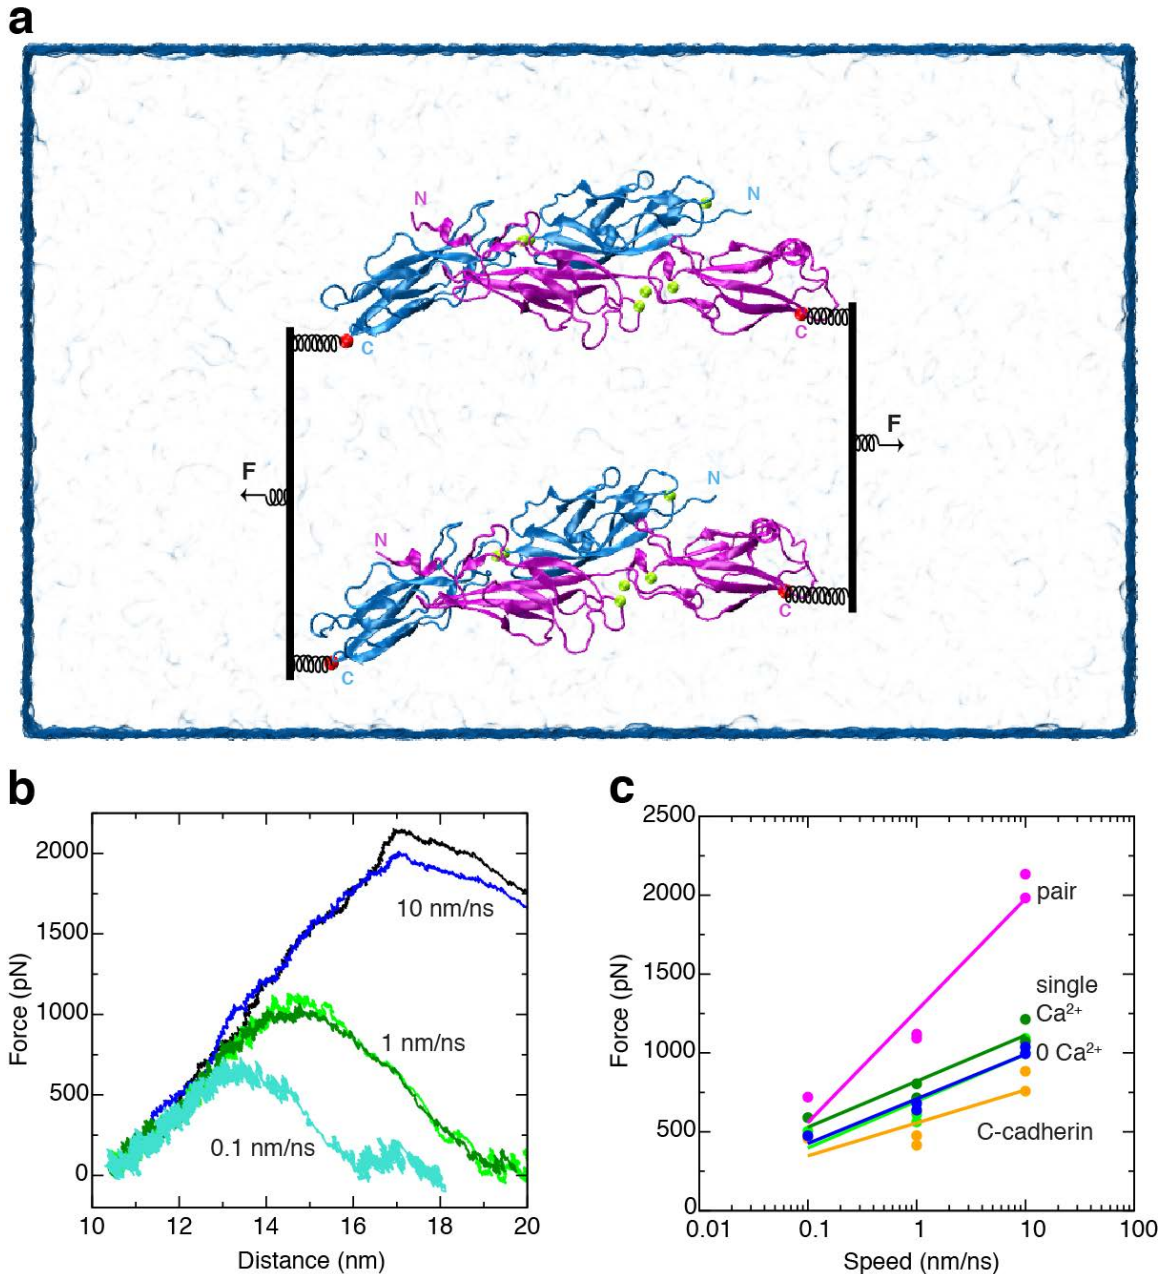 a
N
N
C
C
F
F
N
N
C
C
b
Force (pN)
2000
1500
1000
500
0
10 nm/ns
1 nm/ns
0.1 nm/ns
10 12 14 16 18 20
Distance (nm)
c
Force (pN)
2500
2000
1500
1000
500
0
pair
single
Ca²⁺
0 Ca²⁺
C-cadherin
0.01 0.1 1 10 100
Speed (nm/ns)